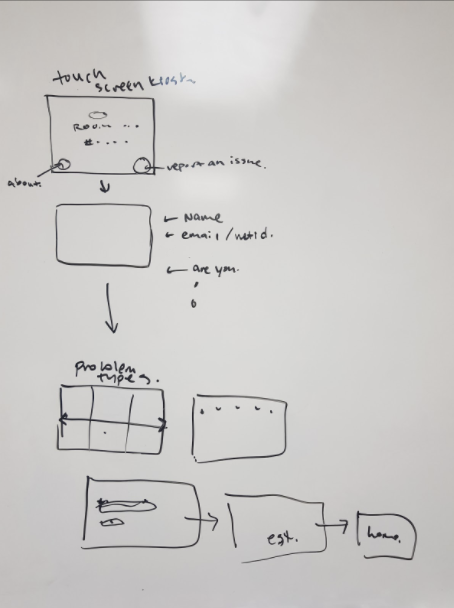 touch
screen kiosk
Room ...
#....
about.
report an issue.
Name
email/netid.
are you.
problem
types.
est.
home.